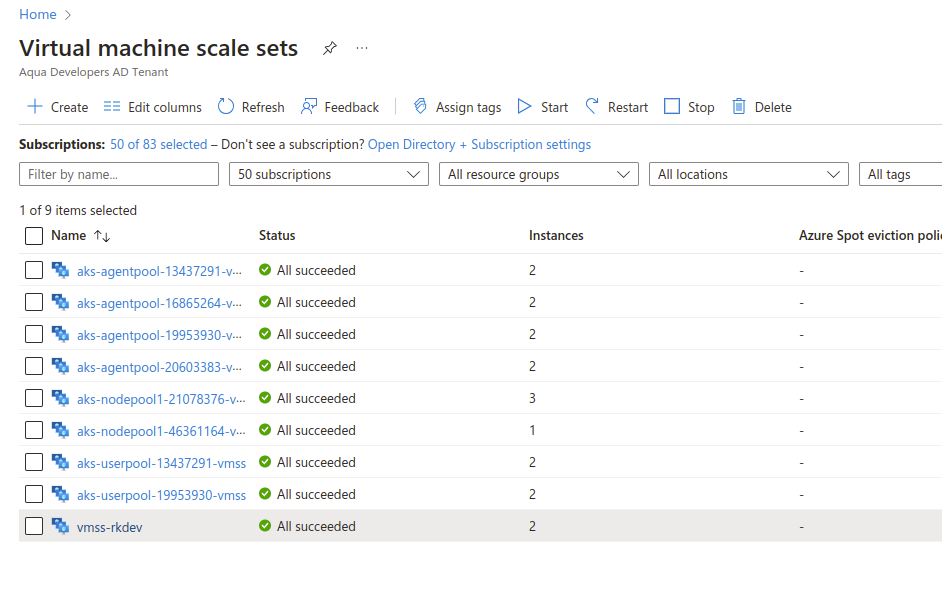 Home >
Virtual machine scale sets ...
Aqua Developers AD Tenant
Create Edit columns Refresh Feedback Assign tags Start Restart Stop Delete
Subscriptions: 50 of 83 selected – Don't see a subscription? Open Directory + Subscription settings
Filter by name... 50 subscriptions All resource groups All locations All tags
1 of 9 items selected
Name ↑↓ Status Instances Azure Spot eviction poli
aks-agentpool-13437291-v... All succeeded 2 -
aks-agentpool-16865264-v... All succeeded 2 -
aks-agentpool-19953930-v... All succeeded 2 -
aks-agentpool-20603383-v... All succeeded 2 -
aks-nodepool1-21078376-v... All succeeded 3 -
aks-nodepool1-46361164-v... All succeeded 1 -
aks-userpool-13437291-vmss All succeeded 2 -
aks-userpool-19953930-vmss All succeeded 2 -
vmss-rkdev All succeeded 2 -